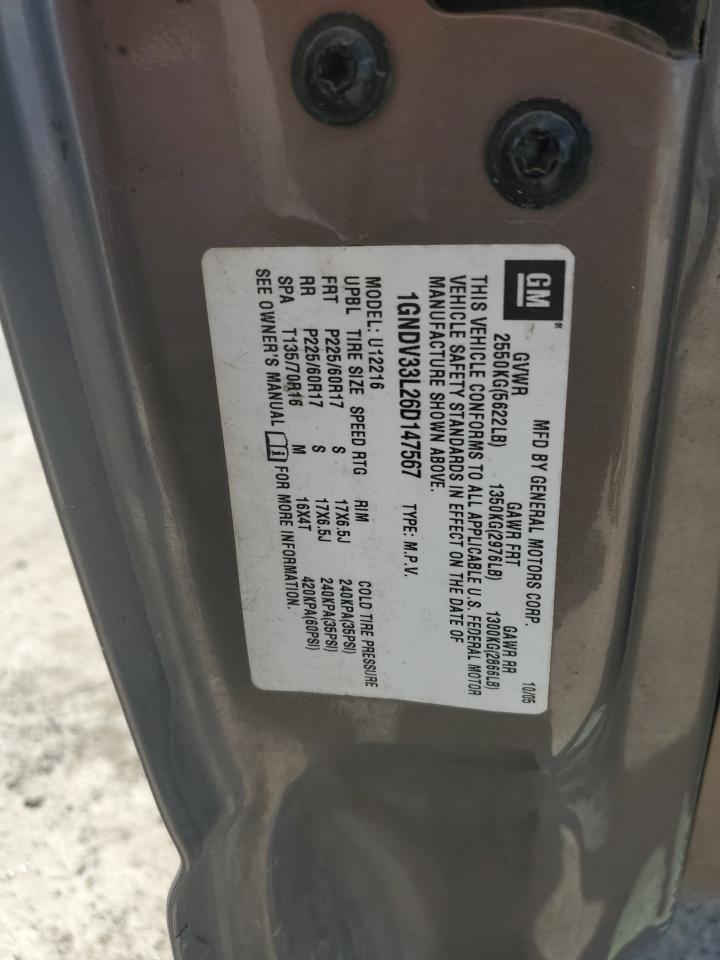 GM®
MFD BY GENERAL MOTORS CORP. 10/05
GVWR GAWR FRT GAWR RR
2550KG(5622LB) 1350KG(2976LB) 1300KG(2866LB)
THIS VEHICLE CONFORMS TO ALL APPLICABLE U.S. FEDERAL MOTOR
VEHICLE SAFETY STANDARDS IN EFFECT ON THE DATE OF
MANUFACTURE SHOWN ABOVE.
1GNDV33L26D147567 TYPE: M.P.V.
MODEL: U12216
UPBL TIRE SIZE SPEED RTG RIM COLD TIRE PRESSURE
FRT P225/60R17 S 17X6.5J 240KPA(35PSI)
RR P225/60R17 S 17X6.5J 240KPA(35PSI)
SPA T135/70R16 M 16X4T 420KPA(60PSI)
SEE OWNER'S MANUAL FOR MORE INFORMATION.